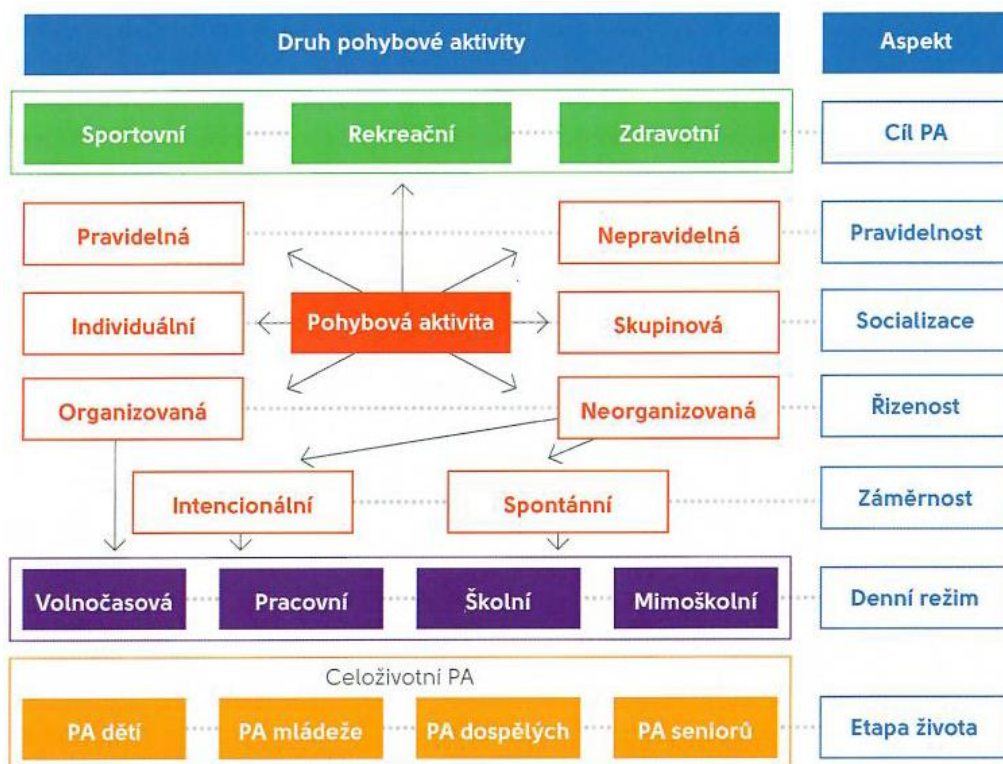 Druh pohybové aktivity
Aspekt
Sportovní
Rekreační
Zdravotní
Cíl PA
Pravidelná
Nepravidelná
Pravidelnost
Individuální
Pohybová aktivita
Skupinová
Socializace
Organizovaná
Neorganizovaná
Řizenost
Intencionální
Spontánní
Záměrnost
Volnočasová
Pracovní
Školní
Mimoškolní
Denní režim
Celoživotní PA
PA dětí
PA mládeže
PA dospělých
PA seniorů
Etapa života